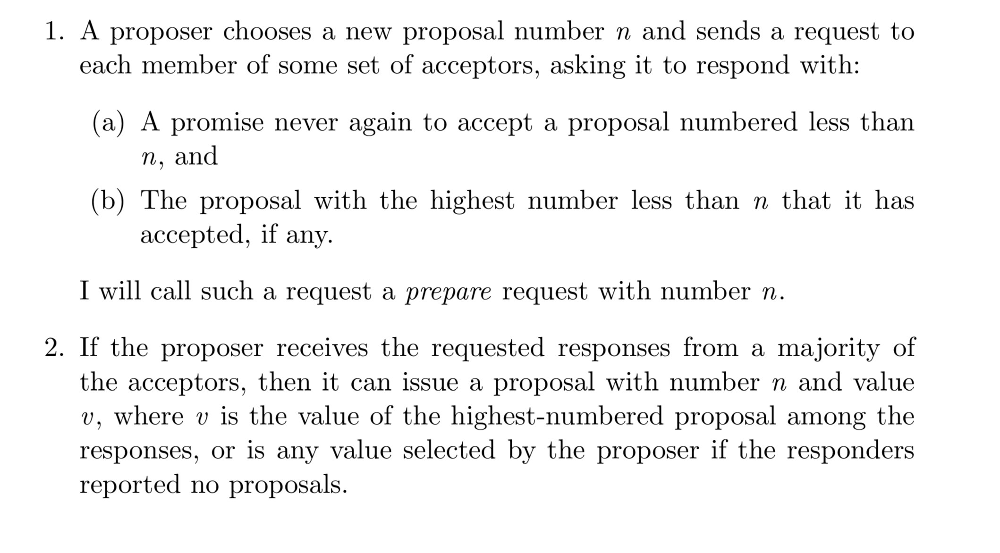 1. A proposer chooses a new proposal number n and sends a request to
each member of some set of acceptors, asking it to respond with:
(a) A promise never again to accept a proposal numbered less than
n, and
(b) The proposal with the highest number less than n that it has
accepted, if any.
I will call such a request a prepare request with number n.
2. If the proposer receives the requested responses from a majority of
the acceptors, then it can issue a proposal with number n and value
v, where v is the value of the highest-numbered proposal among the
responses, or is any value selected by the proposer if the responders
reported no proposals.